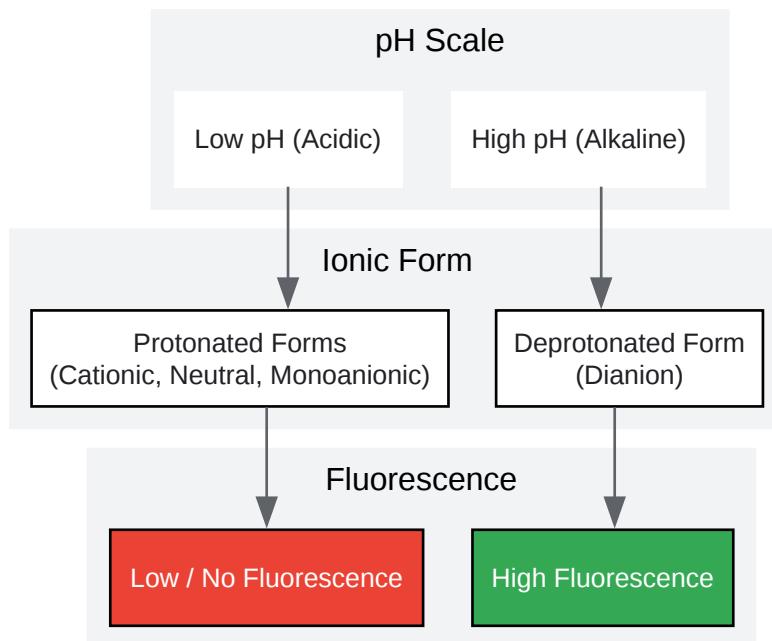 pH Scale
Low pH (Acidic)
High pH (Alkaline)
Ionic Form
Protonated Forms
(Cationic, Neutral, Monoanionic)
Deprotonated Form
(Dianion)
Fluorescence
Low / No Fluorescence
High Fluorescence